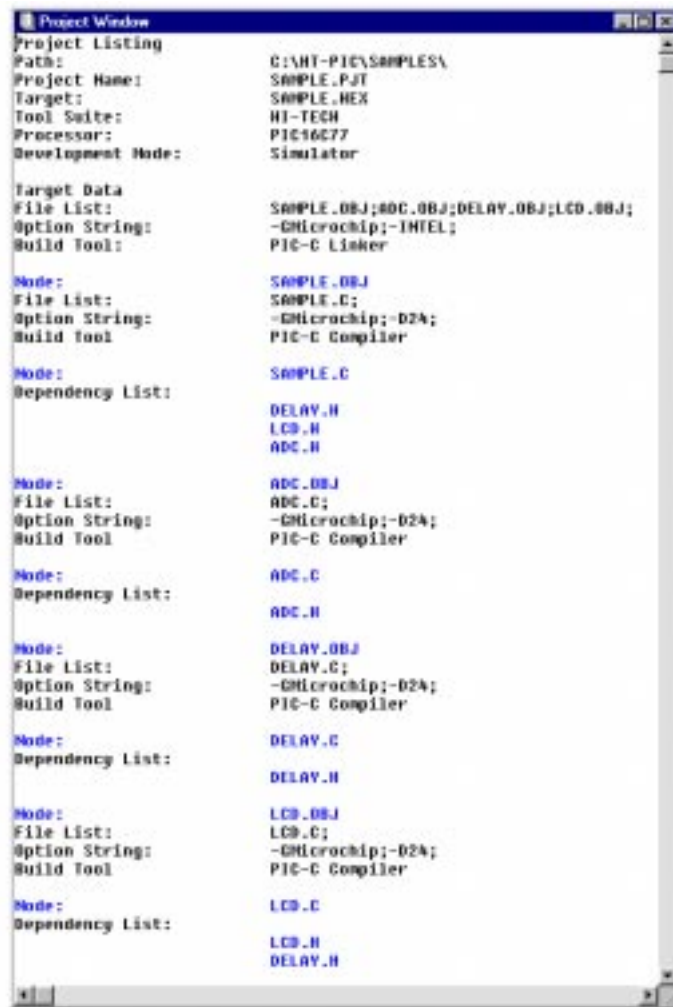 Project Window
Project Listing
Path: C:\HT-PIC\SAMPLES\
Project Name: SAMPLE.PJT
Target: SAMPLE.HEX
Tool Suite: HI-TECH
Processor: PIC16C77
Development Mode: Simulator
Target Data
File List: SAMPLE.OBJ;ADC.OBJ;DELAY.OBJ;LCD.OBJ;
Option String: -GMicrochip;-INTEL;
Build Tool: PIC-C Linker
Node: SAMPLE.OBJ
File List: SAMPLE.C;
Option String: -GMicrochip;-D24;
Build Tool PIC-C Compiler
Node: SAMPLE.C
Dependency List:
DELAY.H
LCD.H
ADC.H
Node: ADC.OBJ
File List: ADC.C;
Option String: -GMicrochip;-D24;
Build Tool PIC-C Compiler
Node: ADC.C
Dependency List:
ADC.H
Node: DELAY.OBJ
File List: DELAY.C;
Option String: -GMicrochip;-D24;
Build Tool PIC-C Compiler
Node: DELAY.C
Dependency List:
DELAY.H
Node: LCD.OBJ
File List: LCD.C;
Option String: -GMicrochip;-D24;
Build Tool PIC-C Compiler
Node: LCD.C
Dependency List:
LCD.H
DELAY.H